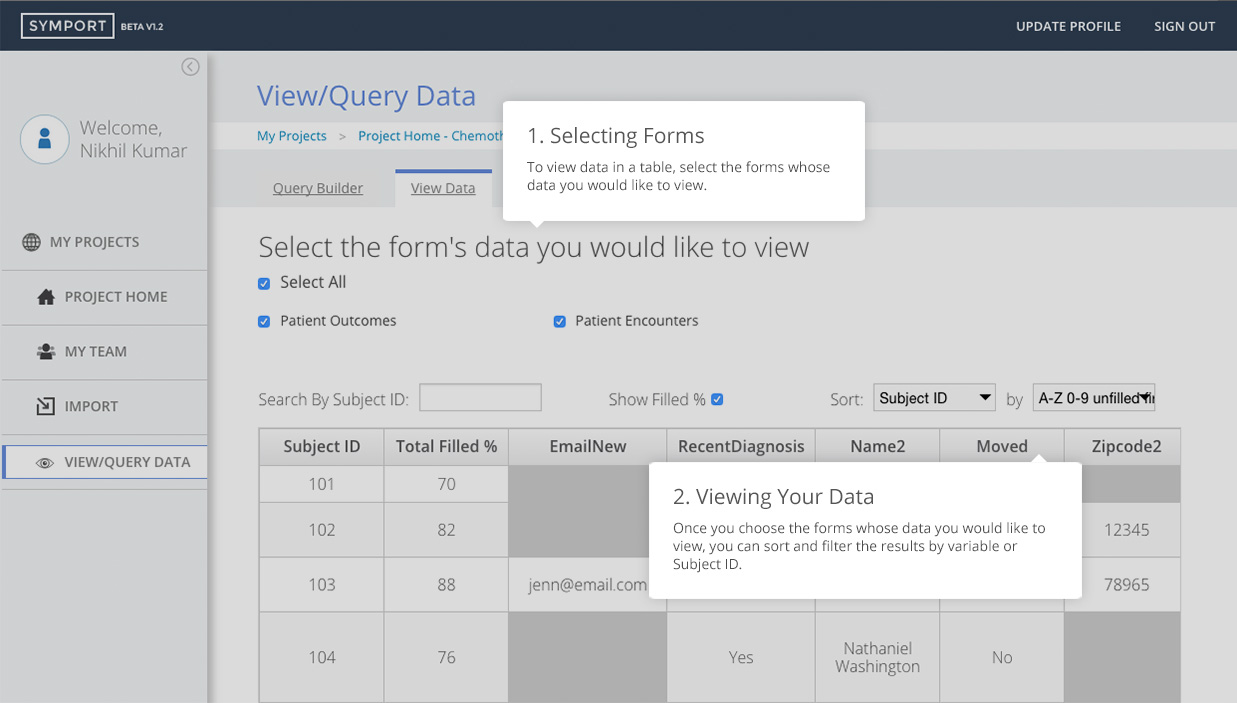 SYMPORT BETA V1.2
UPDATE PROFILE SIGN OUT
Welcome,
Nikhil Kumar
MY PROJECTS
PROJECT HOME
MY TEAM
IMPORT
VIEW/QUERY DATA
View/Query Data
My Projects > Project Home -
Query Builder View Data
1. Selecting Forms
To view data in a table, select the forms whose
data you would like to view.
Select the form's data you would like to view
Select All
Patient Outcomes Patient Encounters
Search By Subject ID: Show Filled % Sort: Subject ID by A-Z 0-9 unfilled
Subject ID Total Filled % EmailNew RecentDiagnosis Name2 Moved Zipcode2
101 70
102 82 12345
103 88 jenn@email.com 78965
2. Viewing Your Data
Once you choose the forms whose data you would like to
view, you can sort and filter the results by variable or
Subject ID.
104 76 Yes Nathaniel
Washington No